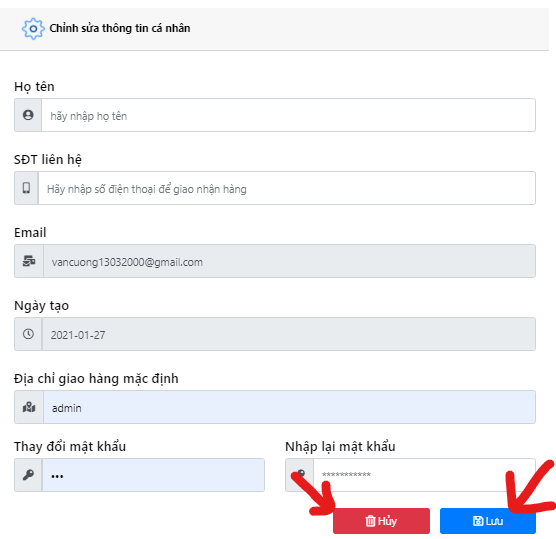 Chỉnh sửa thông tin cá nhân
Họ tên
hãy nhập họ tên
SĐT liên hệ
Hãy nhập số điện thoại để giao nhận hàng
Email
vancuong13032000@gmail.com
Ngày tạo
2021-01-27
Địa chỉ giao hàng mặc định
admin
Thay đổi mật khẩu
•••
Nhập lại mật khẩu
***********
Hủy
Lưu